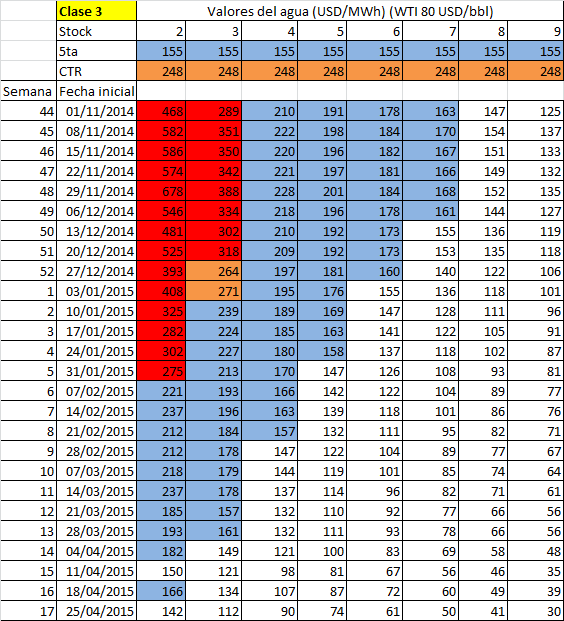 Clase 3 Valores del agua (USD/MWh) (WTI 80 USD/bbl)
Stock 2 3 4 5 6 7 8 9
5ta 155 155 155 155 155 155 155 155
CTR 248 248 248 248 248 248 248 248
Semana Fecha inicial
44 01/11/2014 468 289 210 191 178 163 147 125
45 08/11/2014 582 351 222 198 184 170 154 137
46 15/11/2014 586 350 220 196 182 167 151 133
47 22/11/2014 574 342 221 197 181 166 149 132
48 29/11/2014 678 388 228 201 184 168 152 135
49 06/12/2014 546 334 218 196 178 161 144 127
50 13/12/2014 481 302 210 192 173 155 136 119
51 20/12/2014 525 318 209 192 173 153 135 118
52 27/12/2014 393 264 197 181 160 140 122 106
1 03/01/2015 408 271 195 176 155 136 118 101
2 10/01/2015 325 239 189 169 147 128 111 96
3 17/01/2015 282 224 185 163 141 122 105 91
4 24/01/2015 302 227 180 158 137 118 102 87
5 31/01/2015 275 213 170 147 126 108 93 81
6 07/02/2015 221 193 166 142 122 104 89 77
7 14/02/2015 237 196 163 139 118 101 86 76
8 21/02/2015 212 184 157 132 111 95 82 71
9 28/02/2015 212 178 147 122 104 89 77 67
10 07/03/2015 218 179 144 119 101 85 74 64
11 14/03/2015 237 178 137 114 96 82 71 61
12 21/03/2015 185 157 132 110 92 77 66 56
13 28/03/2015 193 161 132 111 93 78 66 56
14 04/04/2015 182 149 121 100 83 69 58 48
15 11/04/2015 150 121 98 81 67 56 46 35
16 18/04/2015 166 134 107 87 72 60 49 39
17 25/04/2015 142 112 90 74 61 50 41 30